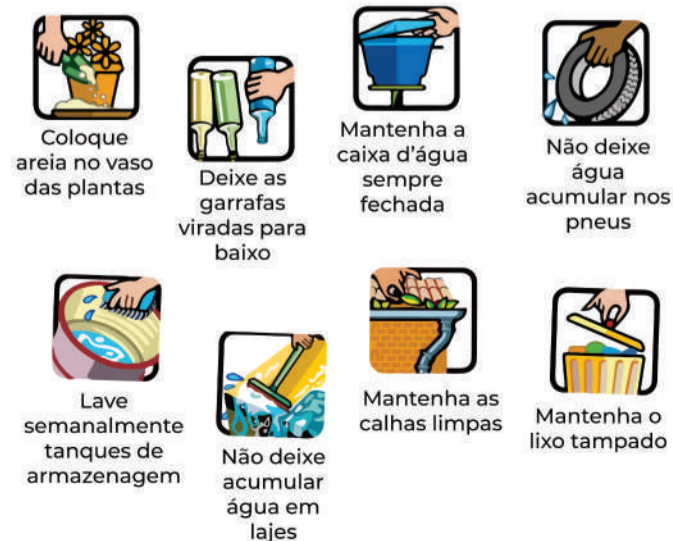 Coloque
areia no vaso
das plantas
Deixe as
garrafas
viradas para
baixo
Mantenha a
caixa d'água
sempre
fechada
Não deixe
água
acumular nos
pneus
Lave
semanalmente
tanques de
armazenagem
Não deixe
acumular
água em
lajes
Mantenha as
calhas limpas
Mantenha o
lixo tampado